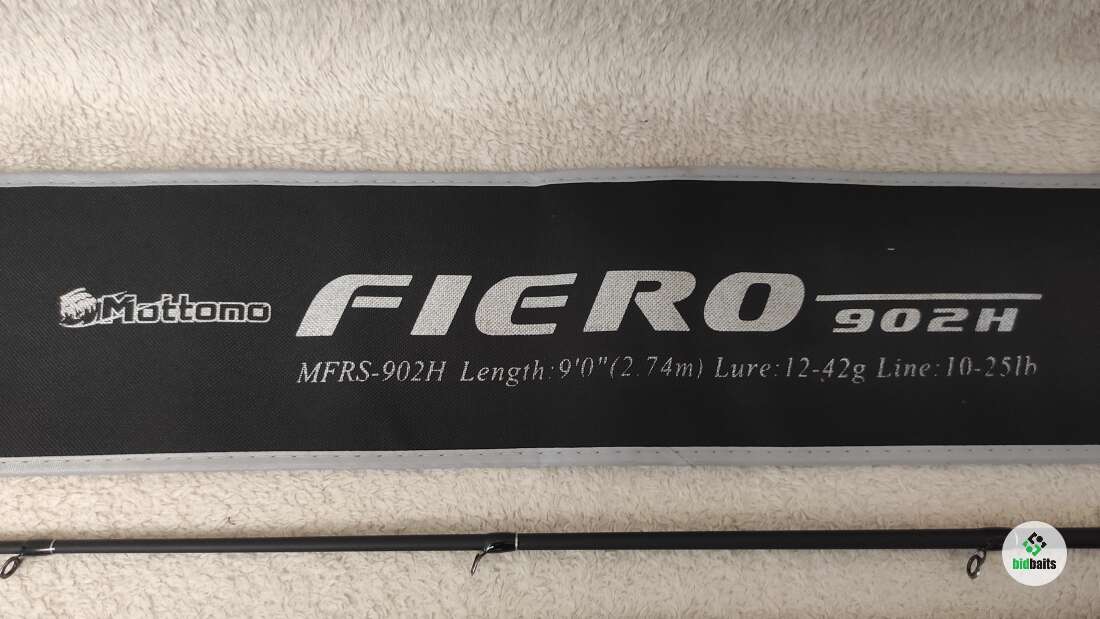 Mottomo FIERO 902H
MFRS-902H Length:9'0"(2.74m) Lure:12-42g Line:10-25lb
bidbaits